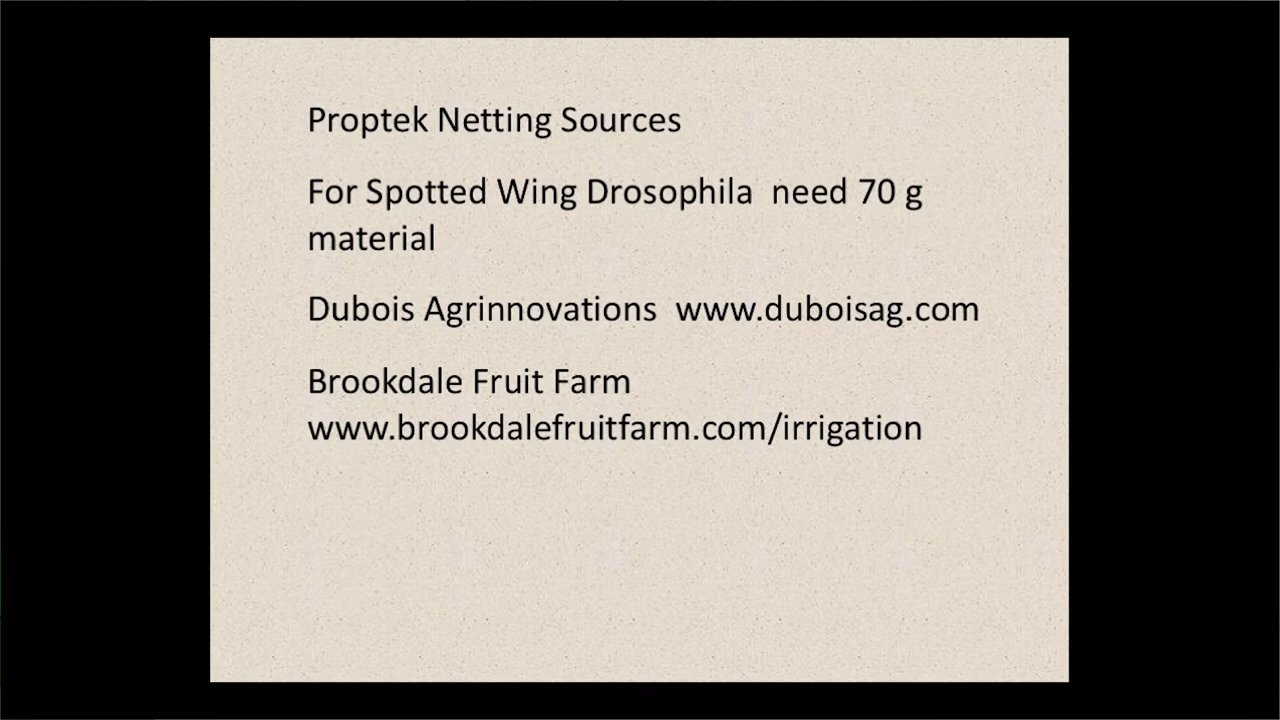 Proptek Netting Sources
For Spotted Wing Drosophila  need 70 g
material
Dubois Agrinnovations  www.duboisag.com
Brookdale Fruit Farm
www.brookdalefruitfarm.com/irrigation